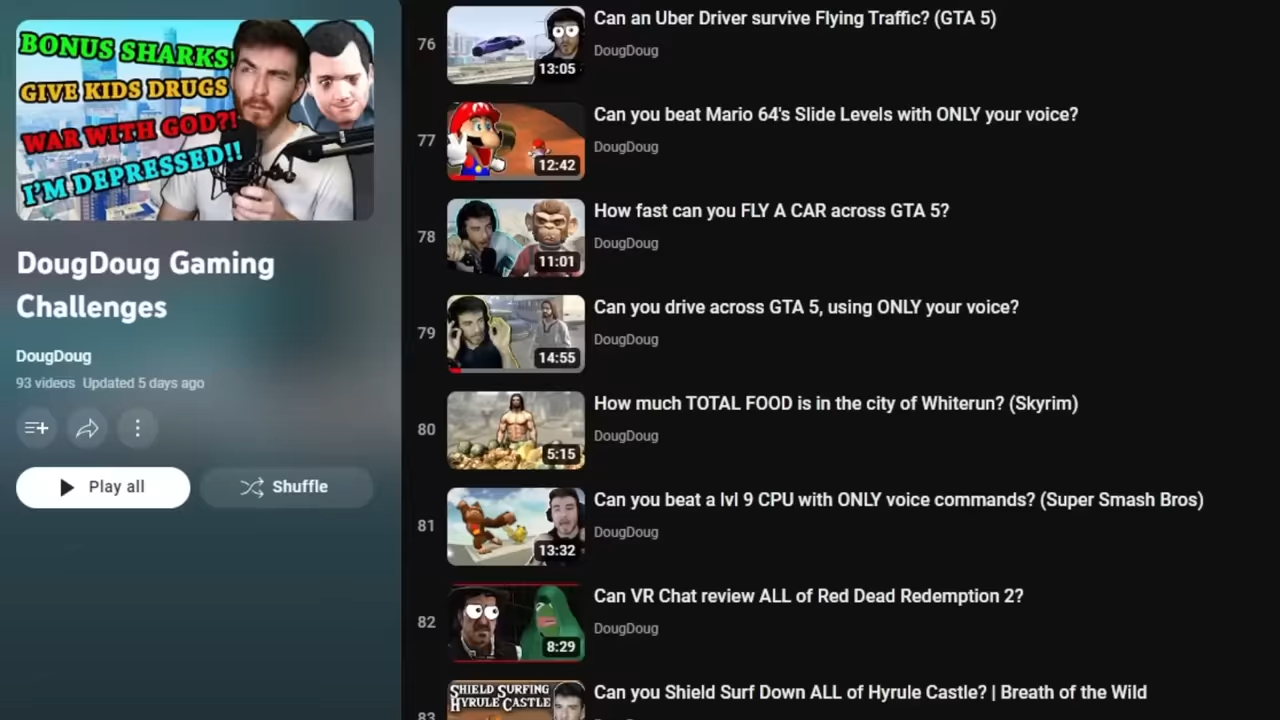 BONUS SHARKS!
GIVE KIDS DRUGS
WAR WITH GOD?!
I'M DEPRESSED!!
DougDoug Gaming
Challenges
DougDoug
93 videos Updated 5 days ago
Play all
Shuffle
76
13:05
Can an Uber Driver survive Flying Traffic? (GTA 5)
DougDoug
77
12:42
Can you beat Mario 64's Slide Levels with ONLY your voice?
DougDoug
78
11:01
How fast can you FLY A CAR across GTA 5?
DougDoug
79
14:55
Can you drive across GTA 5, using ONLY your voice?
DougDoug
80
5:15
How much TOTAL FOOD is in the city of Whiterun? (Skyrim)
DougDoug
81
13:32
Can you beat a lvl 9 CPU with ONLY voice commands? (Super Smash Bros)
DougDoug
82
8:29
Can VR Chat review ALL of Red Dead Redemption 2?
DougDoug
83
SHIELD SURFING
HYRULE CASTLE
Can you Shield Surf Down ALL of Hyrule Castle? | Breath of the Wild